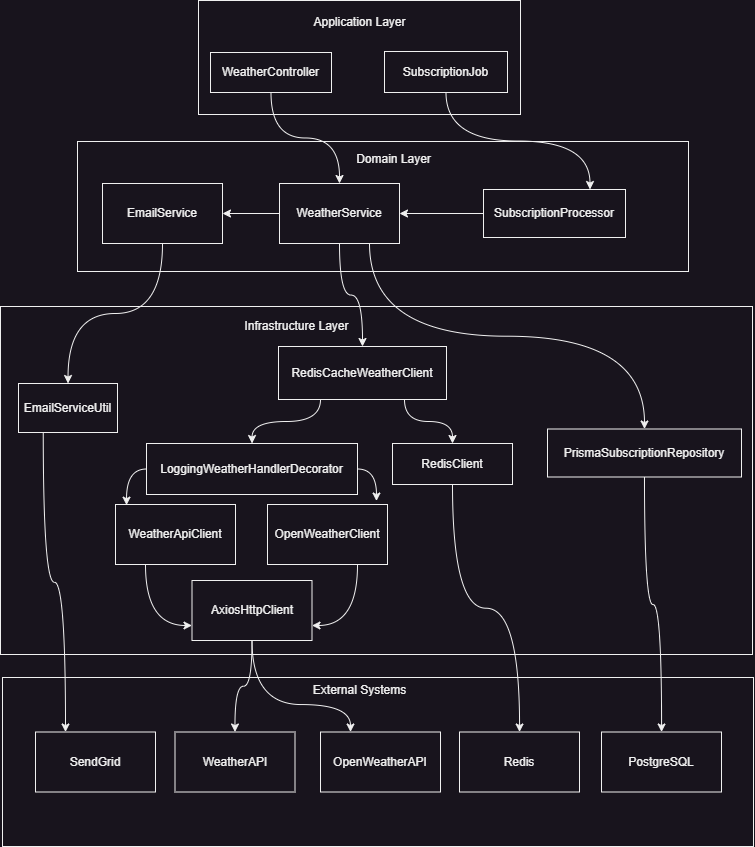 Application Layer
WeatherController
SubscriptionJob
Domain Layer
EmailService
WeatherService
SubscriptionProcessor
Infrastructure Layer
RedisCacheWeatherClient
EmailServiceUtil
PrismaSubscriptionRepository
LoggingWeatherHandlerDecorator
RedisClient
WeatherApiClient
OpenWeatherClient
AxiosHttpClient
External Systems
SendGrid
WeatherAPI
OpenWeatherAPI
Redis
PostgreSQL